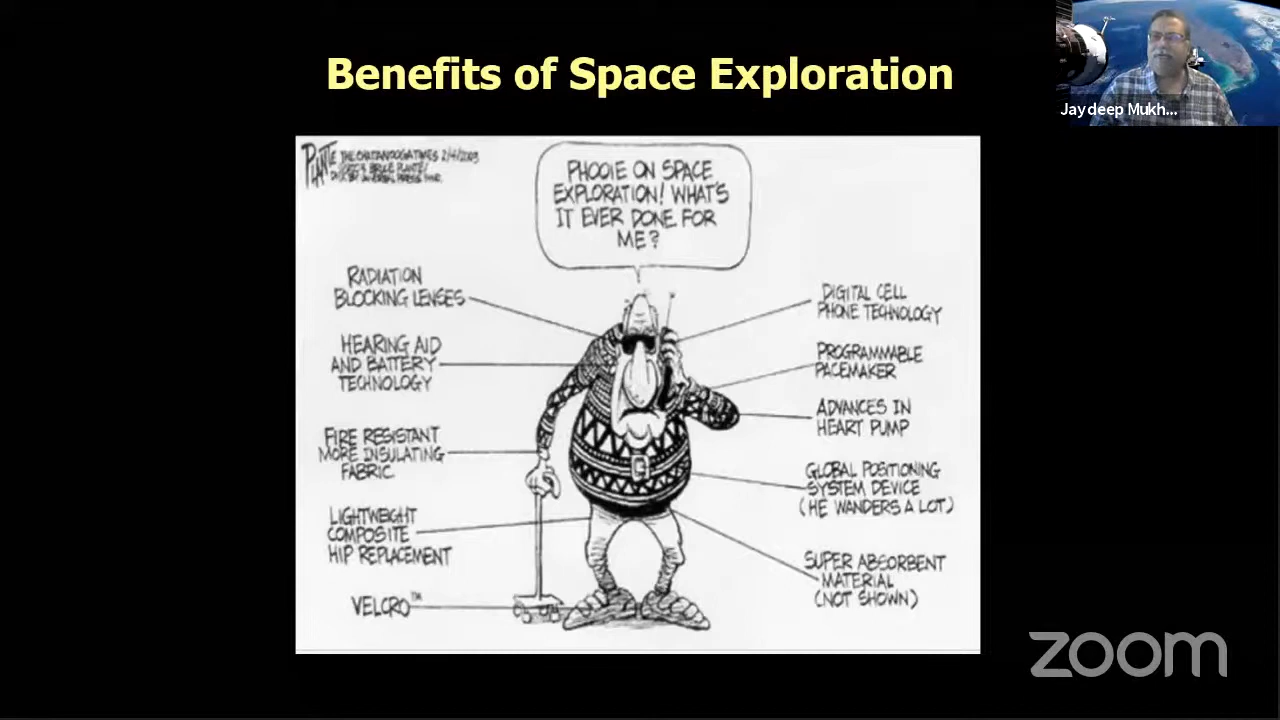 Benefits of Space Exploration
Jaydeep Mukh...
THE CHATTANOOGA TIMES 2/4/2003
PHOOIE ON SPACE
EXPLORATION! WHAT'S
IT EVER DONE FOR
ME?
RADIATION
BLOCKING LENSES
HEARING AID
AND BATTERY
TECHNOLOGY
FIRE RESISTANT
MORE INSULATING
FABRIC
LIGHTWEIGHT
COMPOSITE
HIP REPLACEMENT
VELCRO™
DIGITAL CELL
PHONE TECHNOLOGY
PROGRAMMABLE
PACEMAKER
ADVANCES IN
HEART PUMP
GLOBAL POSITIONING
SYSTEM DEVICE
(HE WANDERS A LOT)
SUPER ABSORBENT
MATERIAL
(NOT SHOWN)
zoom